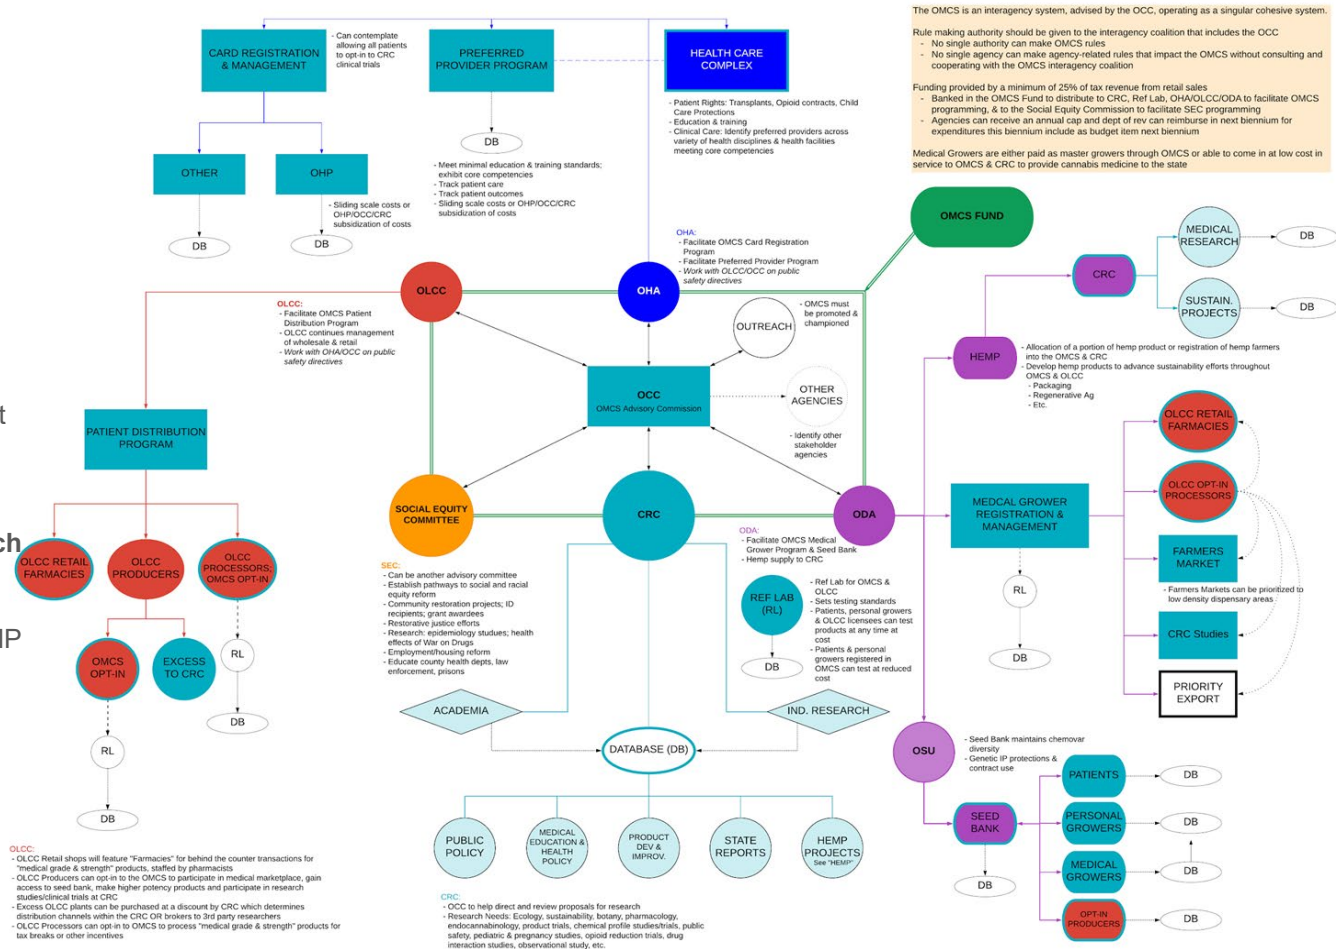 The OMCS is an interagency system, advised by the OCC, operating as a singular cohesive system.
Rule making authority should be given to the interagency coalition that includes the OCC
- No single authority can make OMCS rules
- No single agency can make agency-related rules that impact the OMCS without consulting and
cooperating with the OMCS interagency coalition
Funding provided by a minimum of 25% of tax revenue from retail sales
- Banked in the OMCS Fund to distribute to CRC, Ref Lab, OHA/OLCC/ODA to facilitate OMCS
programming, & to the Social Equity Commission to facilitate SEC programming
- Agencies can receive an annual cap and dept of rev can reimburse in next biennium for
expenditures this biennium include as budget item next biennium
Medical Growers are either paid as master growers through OMCS or able to come in at low cost in
service to OMCS & CRC to provide cannabis medicine to the state
CARD REGISTRATION
& MANAGEMENT
- Can contemplate
allowing all patients
to opt-in to CRC
clinical trials
PREFERRED
PROVIDER PROGRAM
HEALTH CARE
COMPLEX
- Patient Rights: Transplants, Opioid contracts, Child
Care Protections
- Education & training
- Clinical Care: Identify preferred providers across
variety of health disciplines & health facilities
meeting core competencies
DB
- Meet minimal education & training standards;
exhibit core competencies
- Track patient care
- Track patient outcomes
- Sliding scale costs or OHP/OCC/CRC
subsidization of costs
OTHER
OHP
- Sliding scale costs or
OHP/OCC/CRC
subsidization of costs
DB
DB
OMCS FUND
OHA:
- Facilitate OMCS Card Registration
Program
- Facilitate Preferred Provider Program
- Work with OLCC/OCC on public
safety directives
OLCC
OHA
OLCC:
- Facilitate OMCS Patient
Distribution Program
- OLCC continues management
of wholesale & retail
- Work with OHA/OCC on public
safety directives
OUTREACH
- OMCS must
be promoted &
championed
OCC
OMCS Advisory Commission
OTHER
AGENCIES
- Identify other
stakeholder
agencies
MEDICAL
RESEARCH
DB
CRC
SUSTAIN.
PROJECTS
DB
HEMP
- Allocation of a portion of hemp product or registration of hemp farmers
into the OMCS & CRC
- Develop hemp products to advance sustainability efforts throughout
OMCS & OLCC
- Packaging
- Regenerative Ag
- Etc.
t
ch
IP
PATIENT DISTRIBUTION
PROGRAM
OLCC RETAIL
FARMACIES
OLCC
PRODUCERS
OLCC
PROCESSORS;
OMCS OPT-IN
OMCS
OPT-IN
EXCESS
TO CRC
RL
DB
RL
DB
SOCIAL EQUITY
COMMITTEE
CRC
ODA
SEC:
- Can be another advisory committee
- Establish pathways to social and racial
equity reform
- Community restoration projects; ID
recipients; grant awardees
- Restorative justice efforts
- Research: epidemiology studues; health
effects of War on Drugs
- Employment/housing reform
- Educate county health depts, law
enforcement, prisons
ODA:
- Facilitate OMCS Medical
Grower Program & Seed Bank
- Hemp supply to CRC
REF LAB
(RL)
DB
- Ref Lab for OMCS &
OLCC
- Sets testing standards
- Patients, personal growers
& OLCC licensees can test
products at any time at
cost
- Patients & personal
growers registered in
OMCS can test at reduced
cost
MEDCAL GROWER
REGISTRATION &
MANAGEMENT
RL
DB
OLCC RETAIL
FARMACIES
OLCC OPT-IN
PROCESSORS
FARMERS
MARKET
- Farmers Markets can be prioritized to
low density dispensary areas
CRC Studies
PRIORITY
EXPORT
ACADEMIA
IND. RESEARCH
DATABASE (DB)
PUBLIC
POLICY
MEDICAL
EDUCATION &
HEALTH
POLICY
PRODUCT
DEV &
IMPROV.
STATE
REPORTS
HEMP
PROJECTS
See "HEMP"
OSU
- Seed Bank maintains chemovar
diversity
- Genetic IP protections &
contract use
SEED
BANK
DB
PATIENTS
DB
PERSONAL
GROWERS
DB
MEDICAL
GROWERS
DB
OPT-IN
PRODUCERS
DB
OLCC:
- OLCC Retail shops will feature "Farmacies" for behind the counter transactions for
"medical grade & strength" products, staffed by pharmacists
- OLCC Producers can opt-in to the OMCS to participate in medical marketplace, gain
access to seed bank, make higher potency products and participate in research
studies/clinical trials at CRC
- Excess OLCC plants can be purchased at a discount by CRC which determines
distribution channels within the CRC OR brokers to 3rd party researchers
- OLCC Processors can opt-in to OMCS to process "medical grade & strength" products for
tax breaks or other incentives
CRC:
- OCC to help direct and review proposals for research
- Research Needs: Ecology, sustainability, botany, pharmacology,
endocannabinology, product trials, chemical profile studies/trials, public
safety, pediatric & pregnancy studies, opioid reduction trials, drug
interaction studies, observational study, etc.